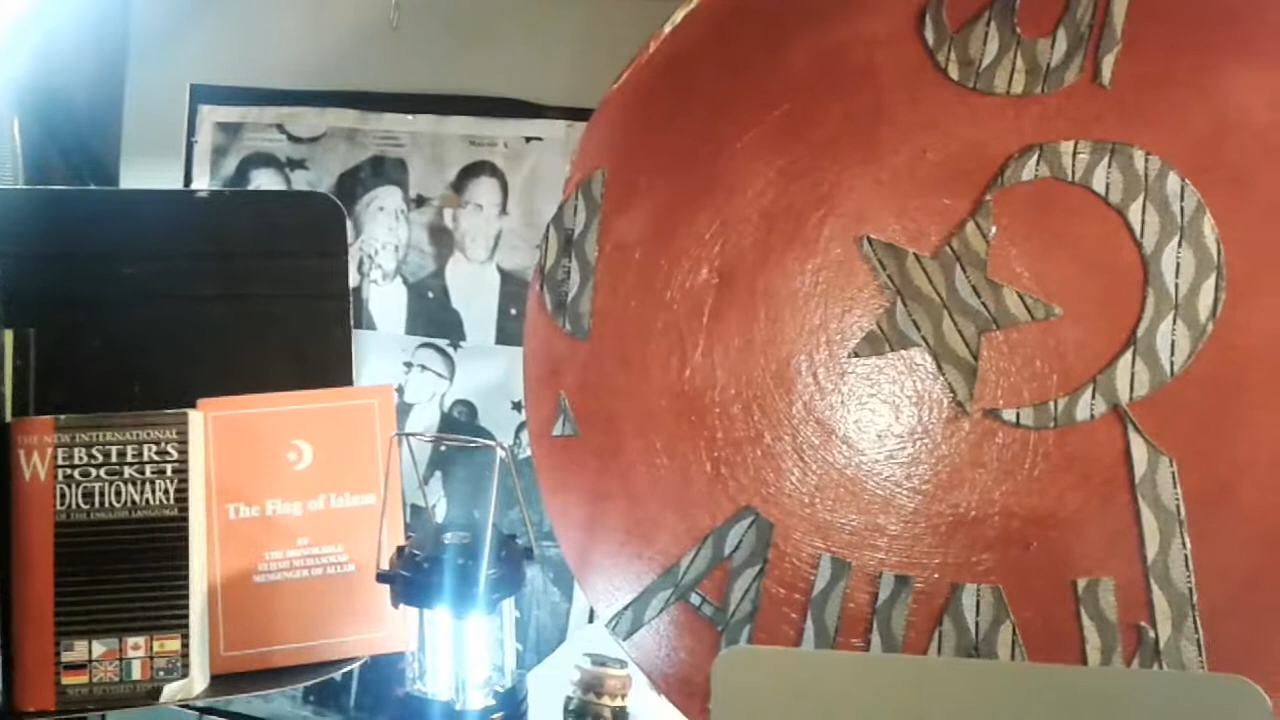 Malcolm X
THE NEW INTERNATIONAL
WEBSTER'S
POCKET
DICTIONARY
OF THE ENGLISH LANGUAGE
NEW REVISED EDITION
The Flag of Islam
BY
THE HONORABLE
ELIJAH MUHAMMAD
MESSENGER OF ALLAH